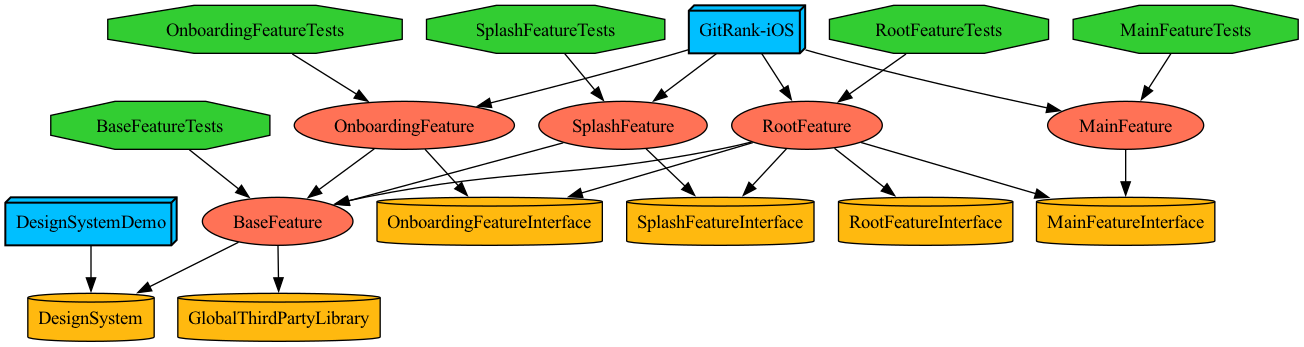 OnboardingFeatureTests
SplashFeatureTests
GitRank-iOS
RootFeatureTests
MainFeatureTests
BaseFeatureTests
OnboardingFeature
SplashFeature
RootFeature
MainFeature
DesignSystemDemo
BaseFeature
OnboardingFeatureInterface
SplashFeatureInterface
RootFeatureInterface
MainFeatureInterface
DesignSystem
GlobalThirdPartyLibrary